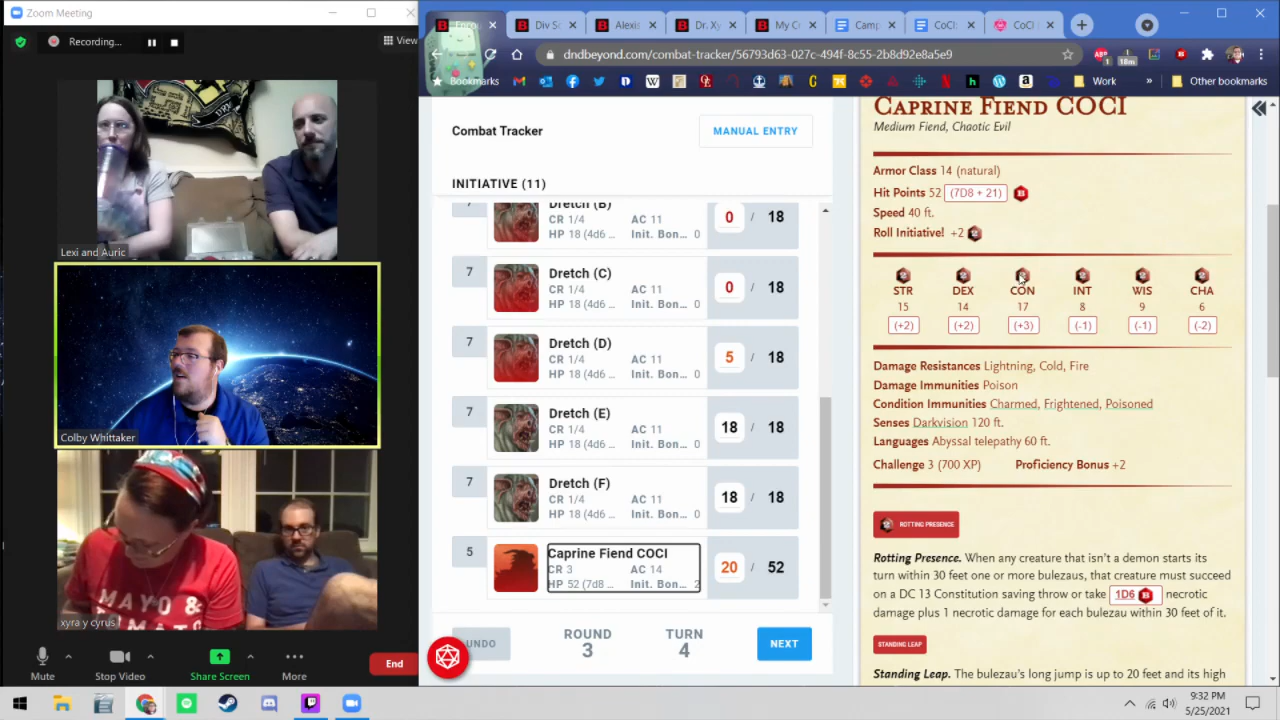 Zoom Meeting
Recording...
View
Lexi and Auric
Colby Whittaker
MAYO &
xyra y cyrus
Mute
Stop Video
Share Screen
More
End
Div S
Alexis
My C
Camp
COCI
CoCI
dndbeyond.com/combat-tracker/56793d63-027c-494f-8c55-2b8d92e8a5e9
18m
Bookmarks
Work
Other bookmarks
Combat Tracker
MANUAL ENTRY
INITIATIVE (11)
7
Dretch (B)
CR 1/4 AC 11
HP 18 (4d6 ... Init. Bon... 0
0 / 18
7
Dretch (C)
CR 1/4 AC 11
HP 18 (4d6 ... Init. Bon... 0
0 / 18
7
Dretch (D)
CR 1/4 AC 11
HP 18 (4d6 ... Init. Bon... 0
5 / 18
7
Dretch (E)
CR 1/4 AC 11
HP 18 (4d6 ... Init. Bon... 0
18 / 18
7
Dretch (F)
CR 1/4 AC 11
HP 18 (4d6 ... Init. Bon... 0
18 / 18
5
Caprine Fiend COCI
CR 3 AC 14
HP 52 (7d8 ... Init. Bon... 2
20 / 52
UNDO
ROUND
3
TURN
4
NEXT
CAPRINE FIEND COCI
Medium Fiend, Chaotic Evil
Armor Class 14 (natural)
Hit Points 52 (7D8 + 21)
Speed 40 ft.
Roll Initiative! +2
STR DEX CON INT WIS CHA
15 14 17 8 9 6
(+2) (+2) (+3) (-1) (-1) (-2)
Damage Resistances Lightning, Cold, Fire
Damage Immunities Poison
Condition Immunities Charmed, Frightened, Poisoned
Senses Darkvision 120 ft.
Languages Abyssal telepathy 60 ft.
Challenge 3 (700 XP) Proficiency Bonus +2
ROTTING PRESENCE
Rotting Presence. When any creature that isn't a demon starts its
turn within 30 feet one or more bulezaus, that creature must succeed
on a DC 13 Constitution saving throw or take 1D6 necrotic
damage plus 1 necrotic damage for each bulezau within 30 feet of it.
STANDING LEAP
Standing Leap. The bulezau's long jump is up to 20 feet and its high
9:32 PM
5/25/2021